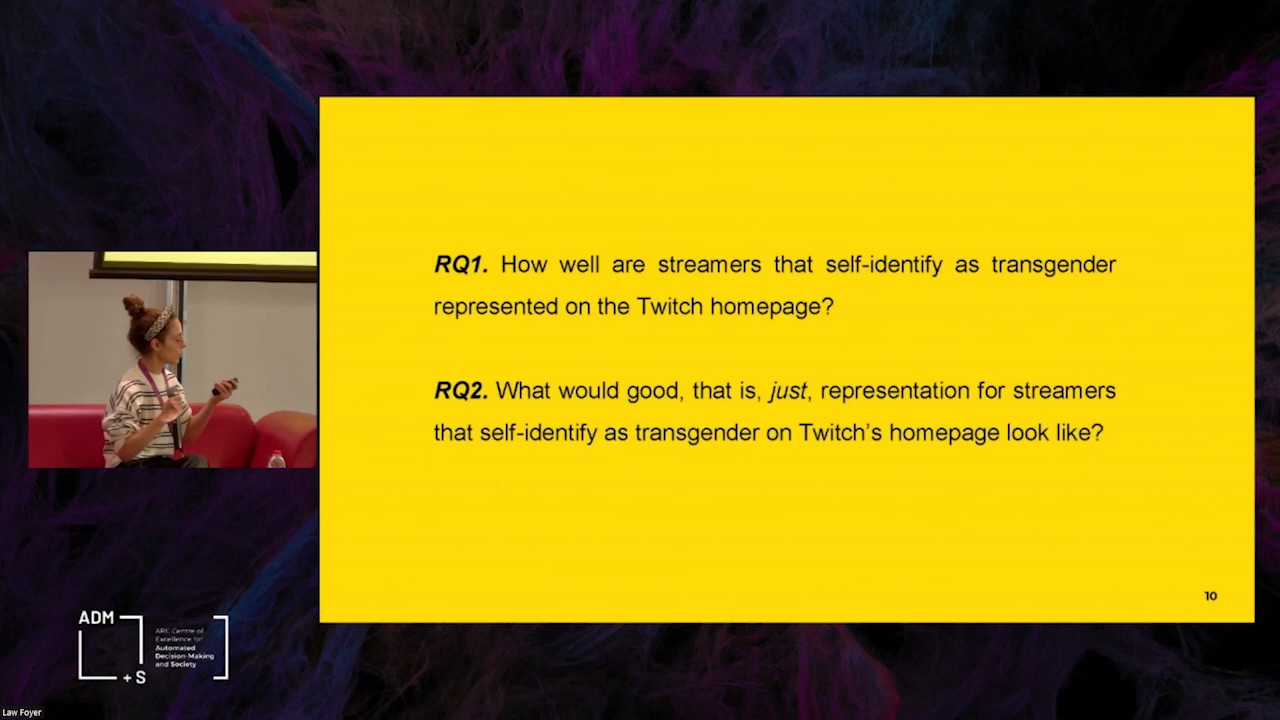 RQ1. How well are streamers that self-identify as transgender
represented on the Twitch homepage?
RQ2. What would good, that is, just, representation for streamers
that self-identify as transgender on Twitch's homepage look like?
10
ADM
+ S
ARC Centre of
Excellence for
Automated
Decision-Making
and Society
Law Foyer